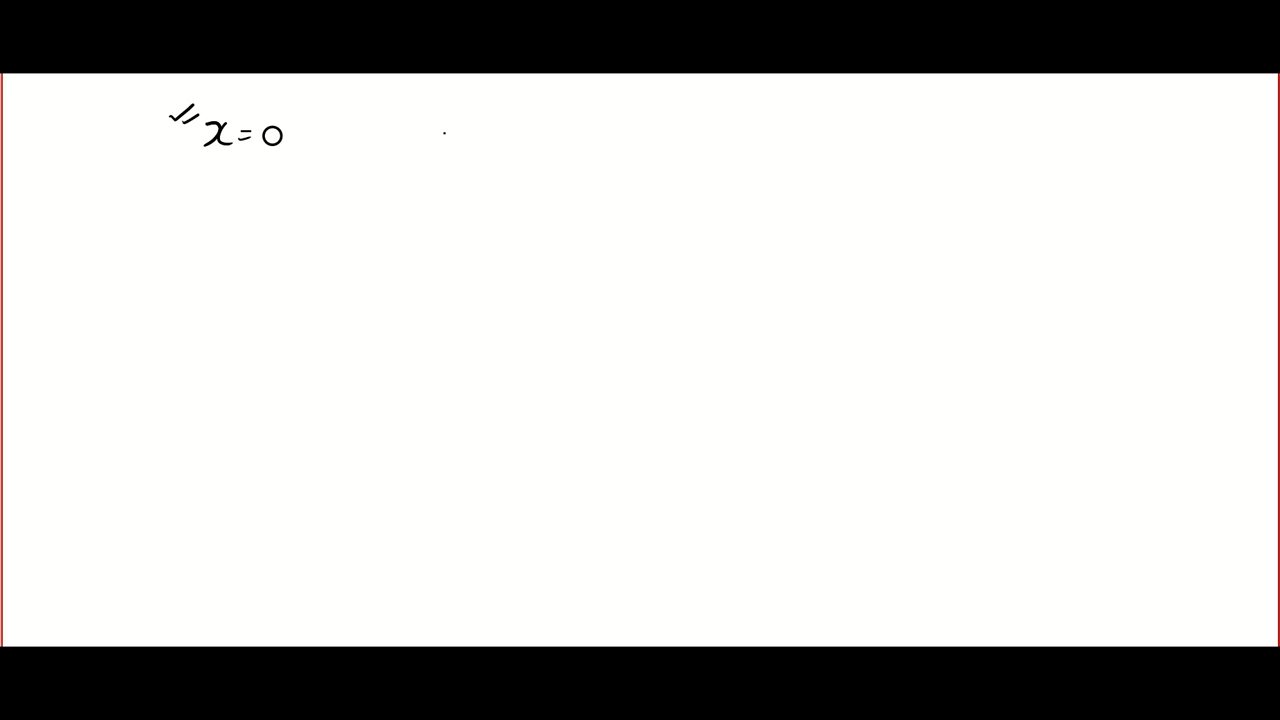 x = 0